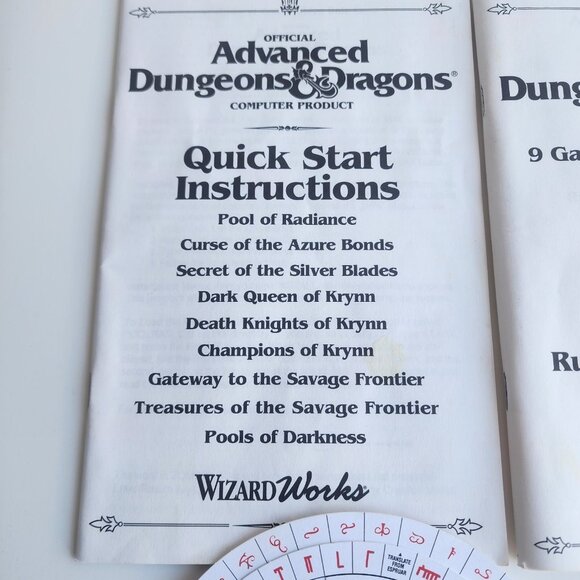 OFFICIAL
Advanced
Dungeons & Dragons®
COMPUTER PRODUCT
Quick Start
Instructions
Pool of Radiance
Curse of the Azure Bonds
Secret of the Silver Blades
Dark Queen of Krynn
Death Knights of Krynn
Champions of Krynn
Gateway to the Savage Frontier
Treasures of the Savage Frontier
Pools of Darkness
WIZARDWorks®
Dung
9 Ga
Ru
TRANSLATE
FROM
ESPRUAR